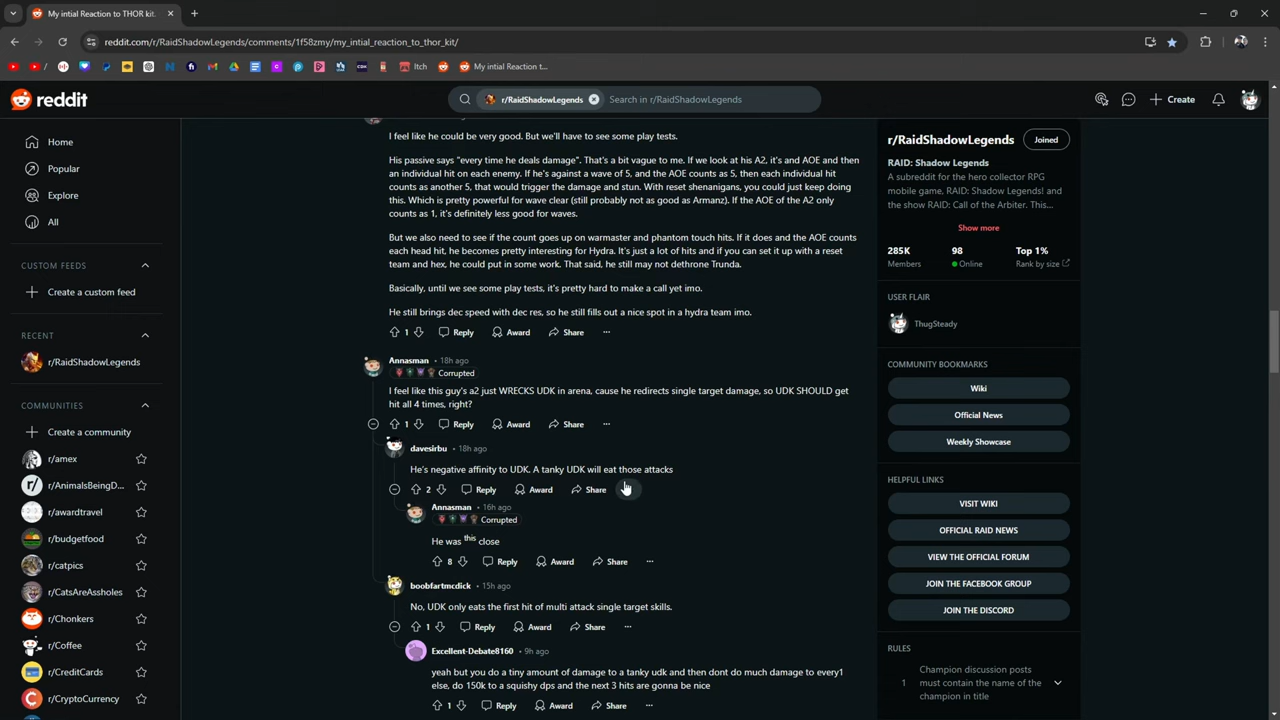 My intial Reaction to THOR kit.
reddit.com/r/RaidShadowLegends/comments/1f58zmy/my_intial_reaction_to_thor_kit/
Itch
My intial Reaction t...
reddit
r/RaidShadowLegends
Search in r/RaidShadowLegends
Create
Home
Popular
Explore
All
CUSTOM FEEDS
Create a custom feed
RECENT
r/RaidShadowLegends
COMMUNITIES
Create a community
r/amex
r/AnimalsBeingD...
r/awardtravel
r/budgetfood
r/catpics
r/CatsAreAssholes
r/Chonkers
r/Coffee
r/CreditCards
r/CryptoCurrency
I feel like he could be very good. But we'll have to see some play tests.
His passive says "every time he deals damage". That's a bit vague to me. If we look at his A2, it's and AOE and then
an individual hit on each enemy. If he's against a wave of 5, and the AOE counts as 5, then each individual hit
counts as another 5, that would trigger the damage and stun. With reset shenanigans, you could just keep doing
this. Which is pretty powerful for wave clear (still probably not as good as Armanz). If the AOE of the A2 only
counts as 1, it's definitely less good for waves.
But we also need to see if the count goes up on warmaster and phantom touch hits. If it does and the AOE counts
each head hit, he becomes pretty interesting for Hydra. It's just a lot of hits and if you can set it up with a reset
team and hex, he could put in some work. That said, he still may not dethrone Trunda.
Basically, until we see some play tests, it's pretty hard to make a call yet imo.
He still brings dec speed with dec res, so he still fills out a nice spot in a hydra team imo.
1 Reply Award Share ...
Annasman • 18h ago
Corrupted
I feel like this guy's a2 just WRECKS UDK in arena, cause he redirects single target damage, so UDK SHOULD get
hit all 4 times, right?
1 Reply Award Share ...
davesirbu • 18h ago
He's negative affinity to UDK. A tanky UDK will eat those attacks
2 Reply Award Share
Annasman • 16h ago
Corrupted
He was this close
8 Reply Award Share ...
boobfartmcdick • 15h ago
No, UDK only eats the first hit of multi attack single target skills.
1 Reply Award Share ...
Excellent-Debate8160 • 9h ago
yeah but you do a tiny amount of damage to a tanky udk and then dont do much damage to every1
else, do 150k to a squishy dps and the next 3 hits are gonna be nice
1 Reply Award Share ...
r/RaidShadowLegends
Joined
RAID: Shadow Legends
A subreddit for the hero collector RPG
mobile game, RAID: Shadow Legends! and
the show RAID: Call of the Arbiter. This...
Show more
285K 98 Top 1%
Members Online Rank by size
USER FLAIR
ThugSteady
COMMUNITY BOOKMARKS
Wiki
Official News
Weekly Showcase
HELPFUL LINKS
VISIT WIKI
OFFICIAL RAID NEWS
VIEW THE OFFICIAL FORUM
JOIN THE FACEBOOK GROUP
JOIN THE DISCORD
RULES
Champion discussion posts
1 must contain the name of the
champion in title